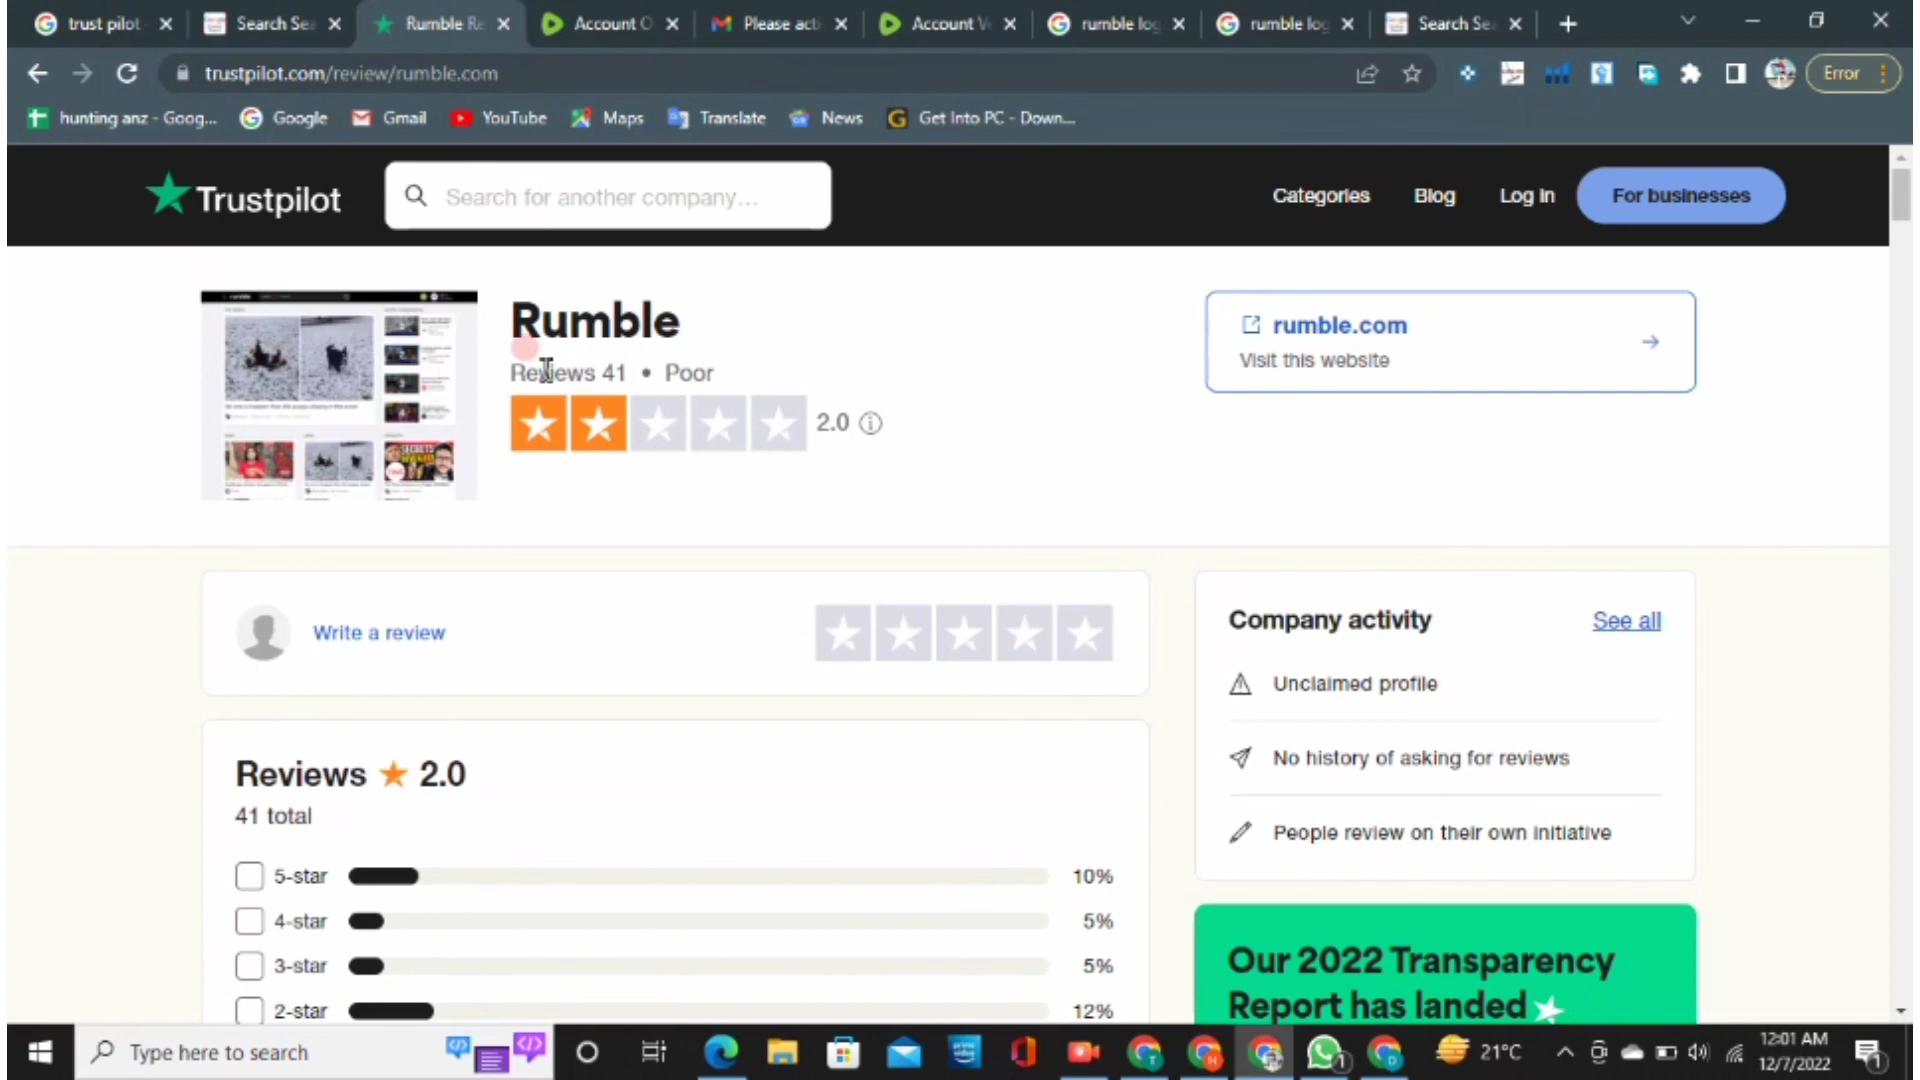 trust pilot
Search Se
Rumble Re
Account O
Please acti
Account V
rumble log
rumble log
Search Se
trustpilot.com/review/rumble.com
Error
hunting anz - Goog...
Google
Gmail
YouTube
Maps
Translate
News
Get Into PC - Down...
Trustpilot
Search for another company...
Categories
Blog
Log in
For businesses
Rumble
Reviews 41 • Poor
2.0
rumble.com
Visit this website
Write a review
Reviews ★ 2.0
41 total
5-star 10%
4-star 5%
3-star 5%
2-star 12%
Company activity
See all
Unclaimed profile
No history of asking for reviews
People review on their own initiative
Our 2022 Transparency
Report has landed
Type here to search
21°C
12:01 AM
12/7/2022